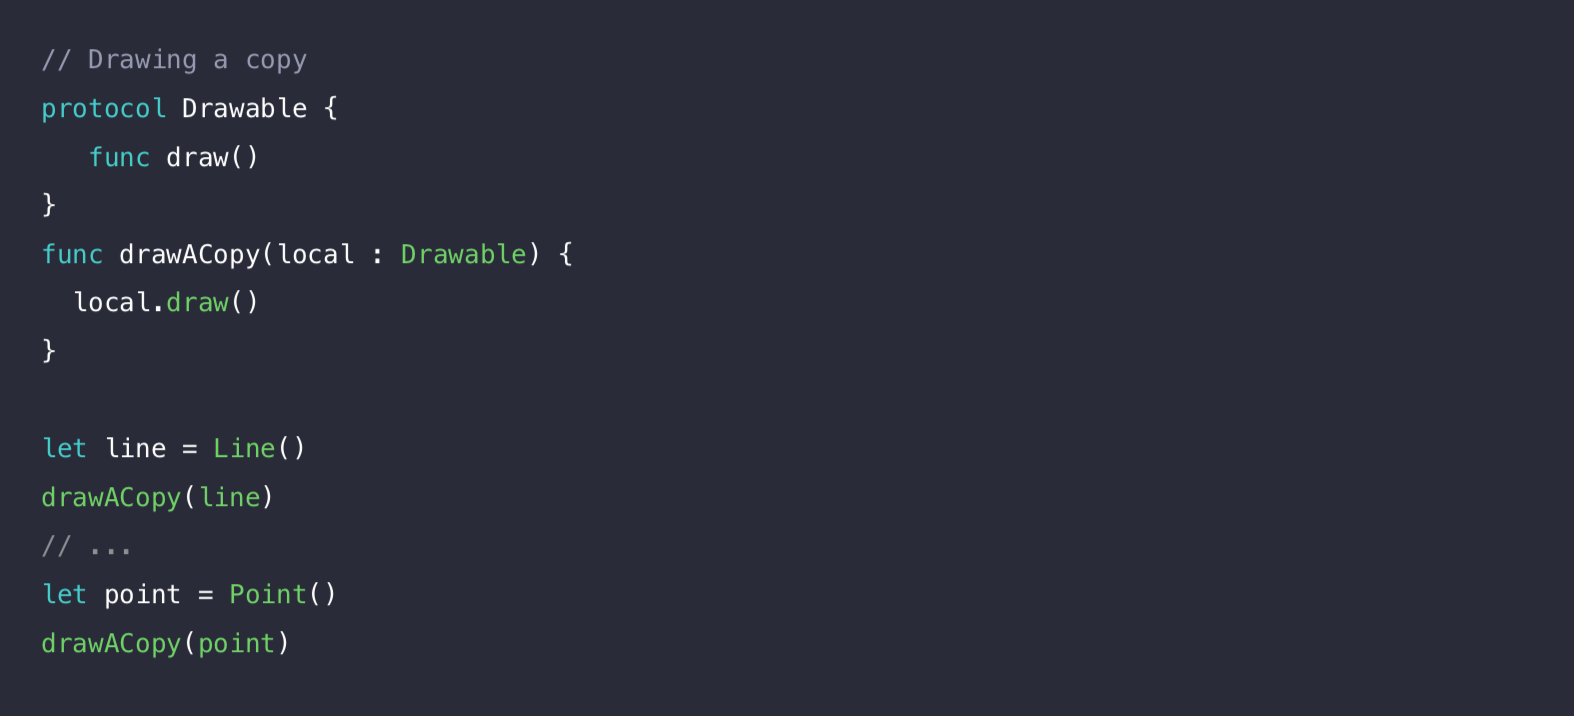 // Drawing a copy
protocol Drawable {
   func draw()
}
func drawACopy(local : Drawable) {
  local.draw()
}

let line = Line()
drawACopy(line)
// ...
let point = Point()
drawACopy(point)